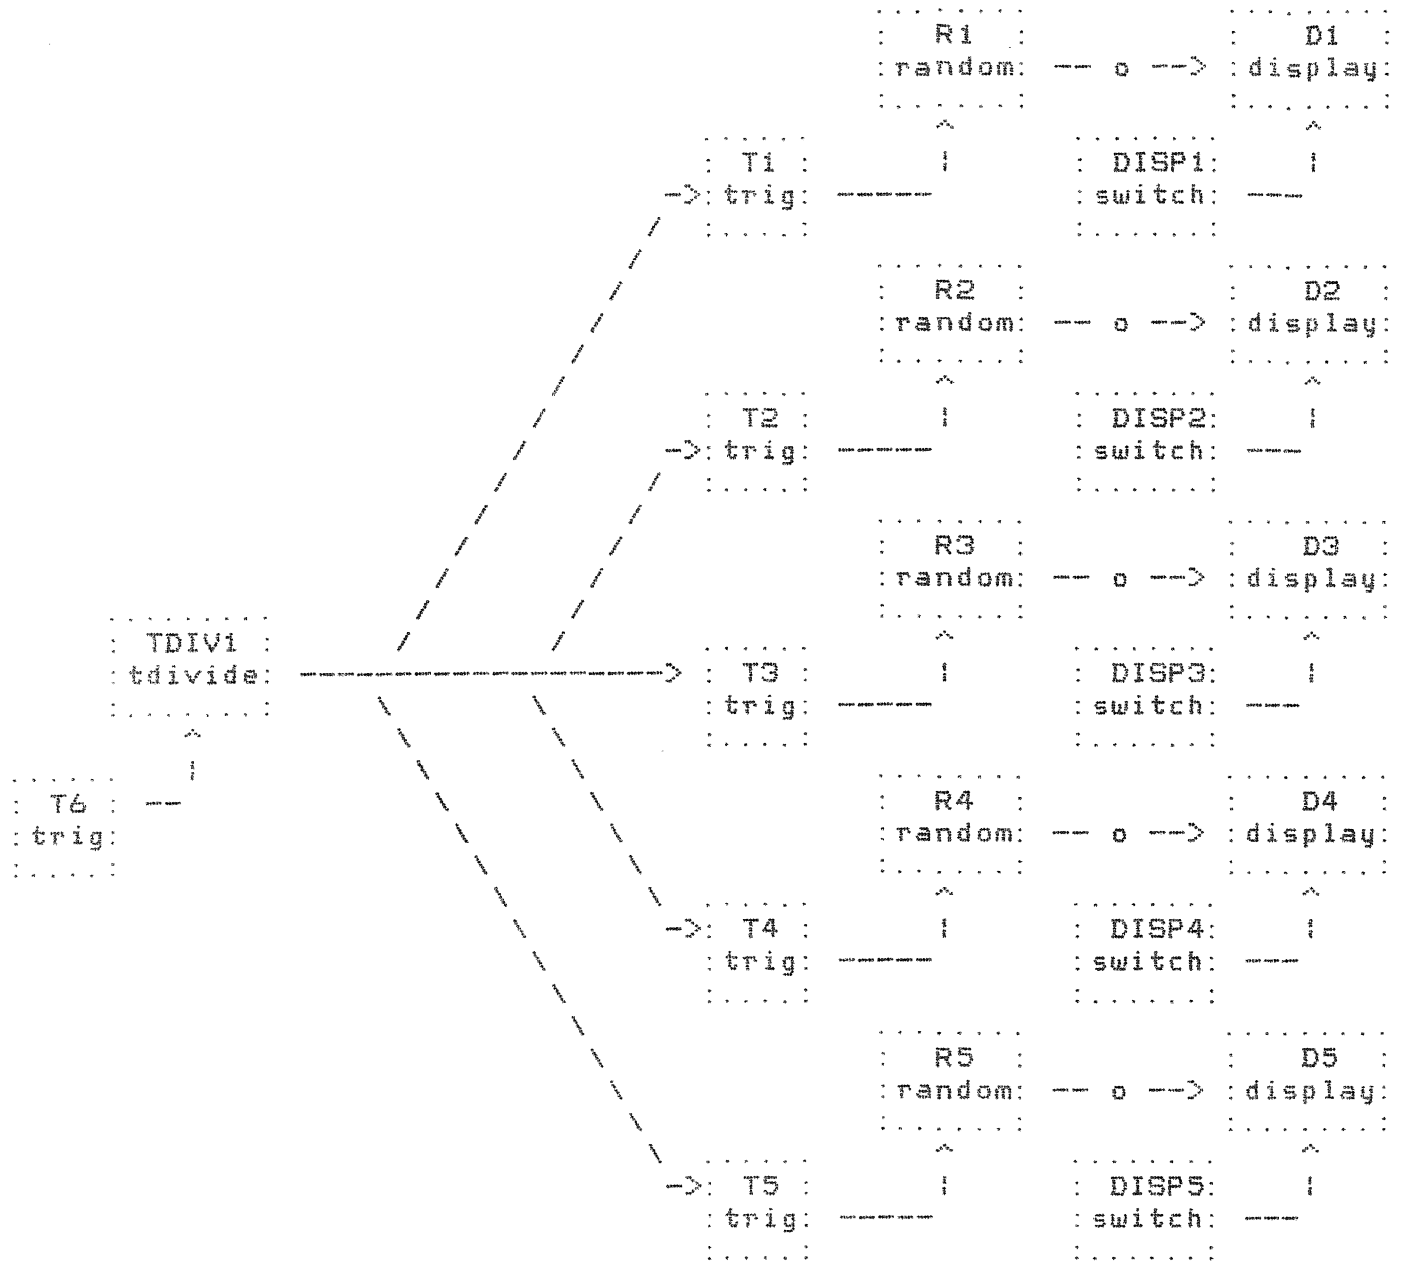 R1
random
D1
display
T1
trig
DISP1
switch
R2
random
D2
display
T2
trig
DISP2
switch
R3
random
D3
display
TDIV1
tdivide
T3
trig
DISP3
switch
T6
trig
R4
random
D4
display
T4
trig
DISP4
switch
R5
random
D5
display
T5
trig
DISP5
switch